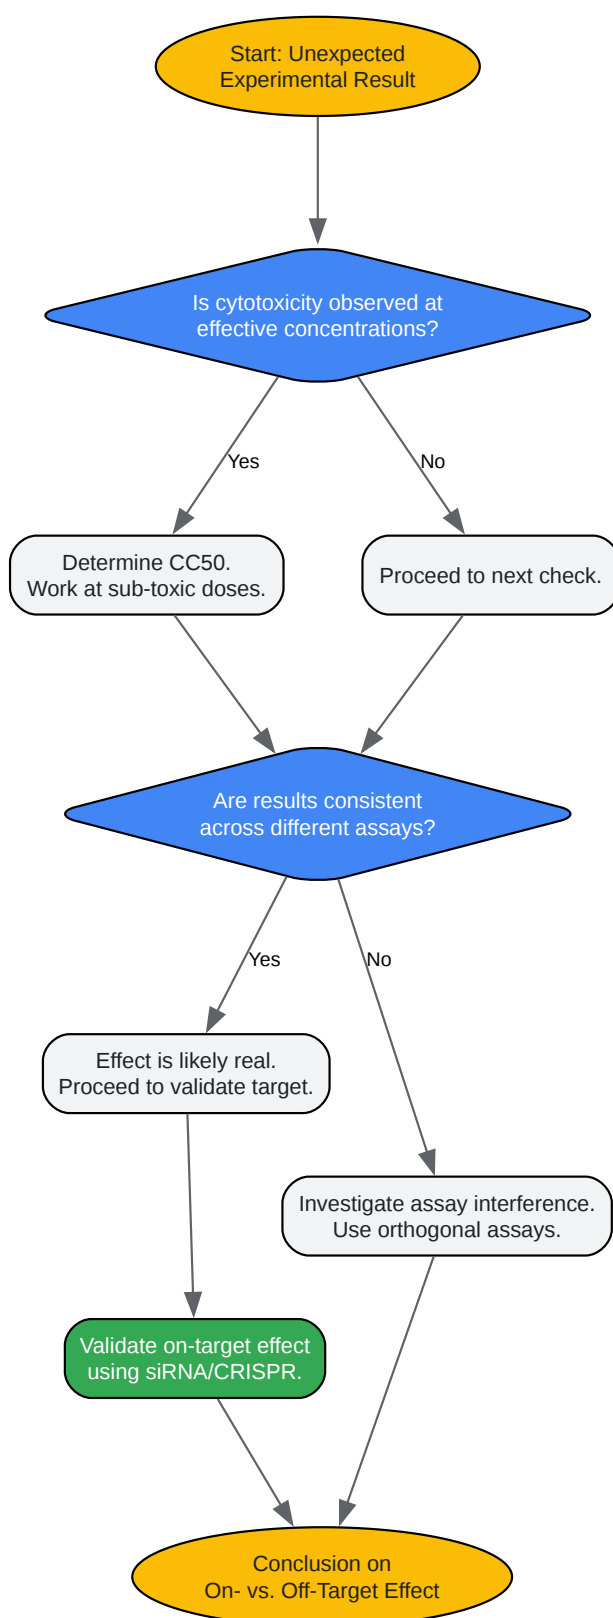 Start: Unexpected
Experimental Result
Is cytotoxicity observed at
effective concentrations?
Yes
No
Determine CC50.
Work at sub-toxic doses.
Proceed to next check.
Are results consistent
across different assays?
Yes
No
Effect is likely real.
Proceed to validate target.
Investigate assay interference.
Use orthogonal assays.
Validate on-target effect
using siRNA/CRISPR.
Conclusion on
On- vs. Off-Target Effect